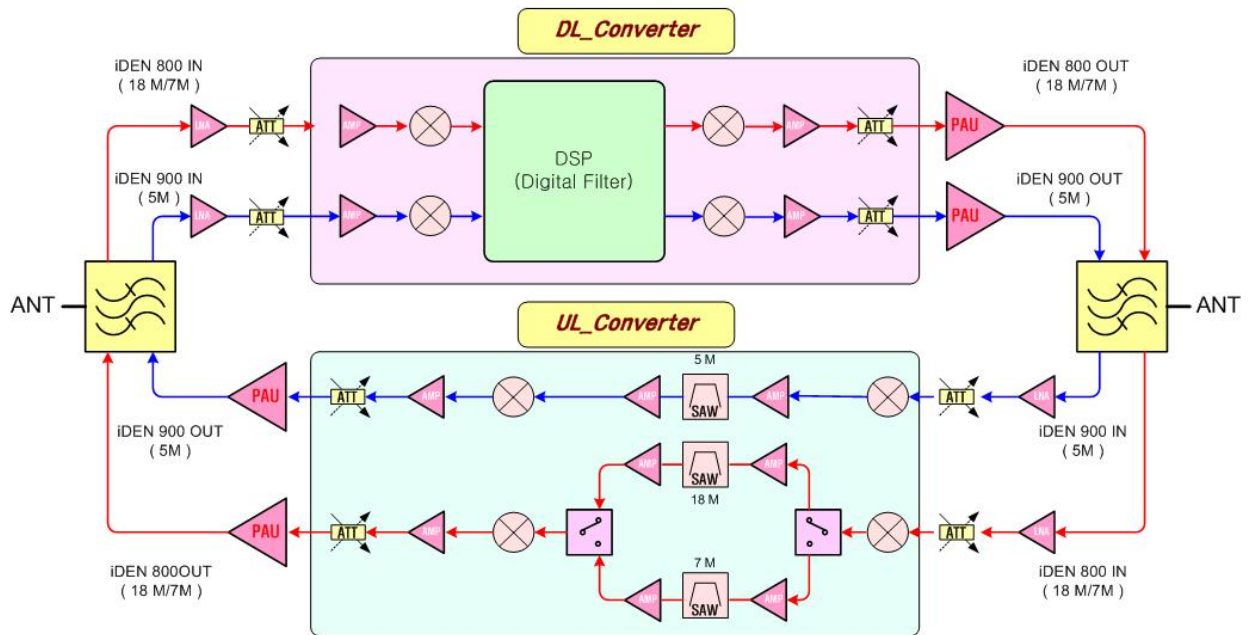 DL_Converter
iDEN 800 IN
( 18 M/7M )
iDEN 800 OUT
( 18 M/7M )
LNA
ATT
AMP
AMP
ATT
PAU
DSP
(Digital Filter)
iDEN 900 IN
( 5M )
iDEN 900 OUT
( 5M )
LNA
ATT
AMP
AMP
ATT
PAU
ANT
ANT
UL_Converter
5 M
PAU
ATT
AMP
AMP
SAW
AMP
ATT
LNA
iDEN 900 OUT
( 5M )
iDEN 900 IN
( 5M )
AMP
SAW
AMP
18 M
PAU
ATT
AMP
ATT
LNA
7 M
iDEN 800OUT
( 18 M/7M )
iDEN 800 IN
( 18 M/7M )
AMP
SAW
AMP